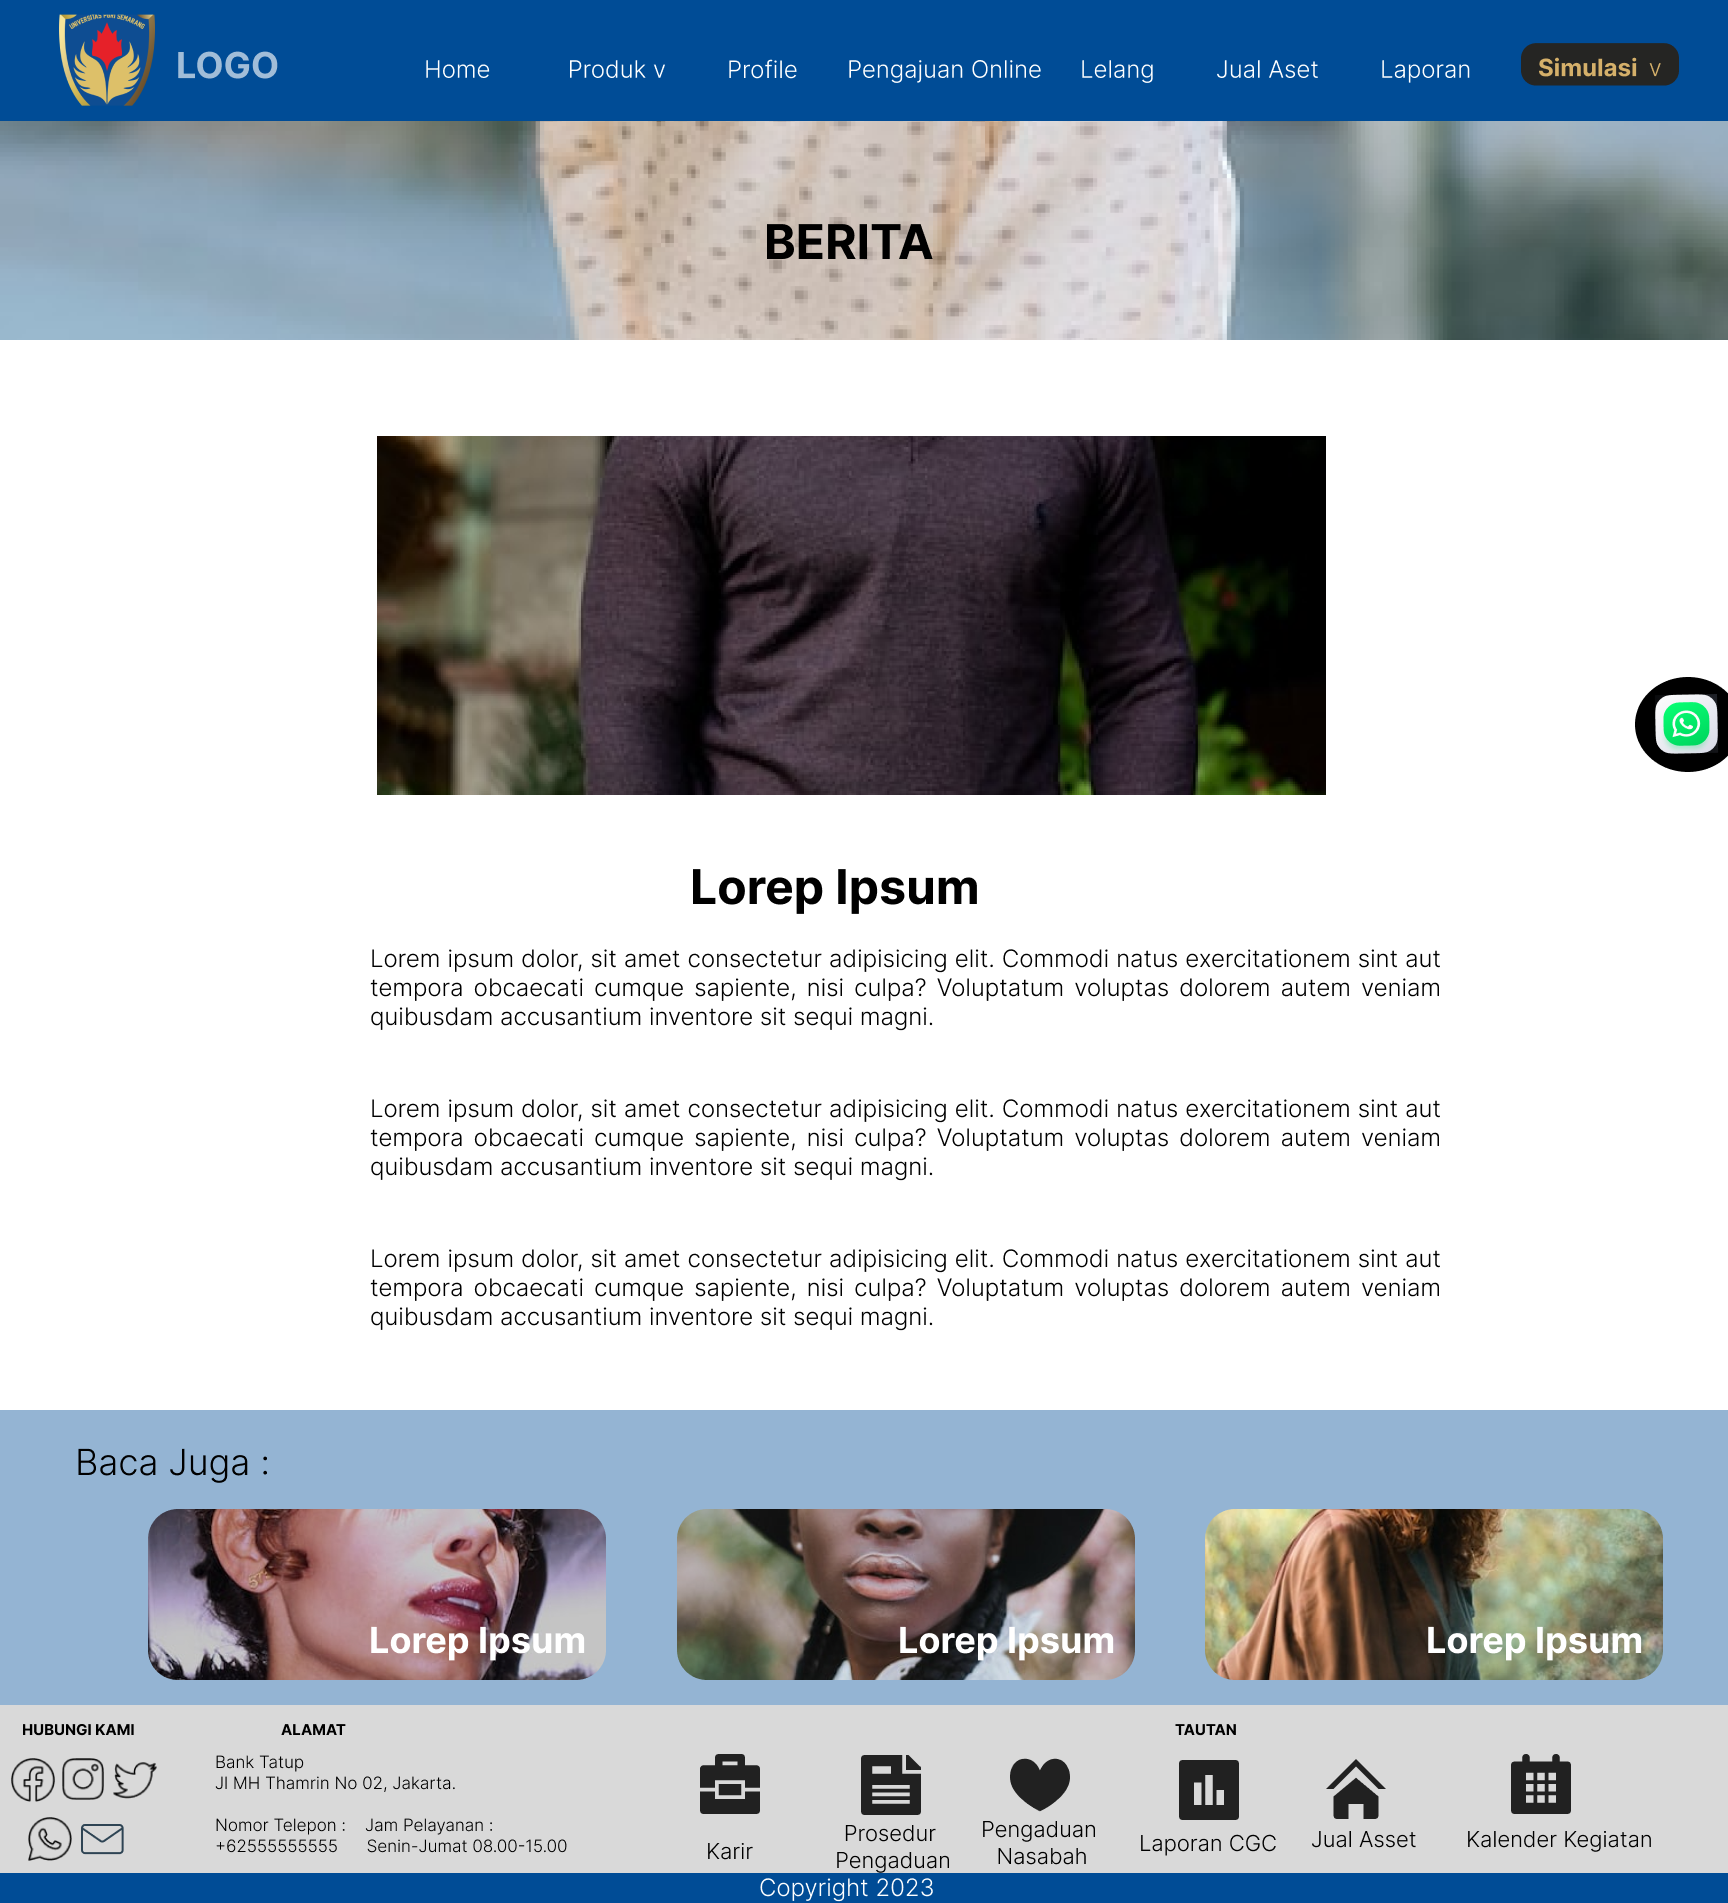 UNIVERSITAS PGRI SEMARANG
LOGO
Home
Produk v
Profile
Pengajuan Online
Lelang
Jual Aset
Laporan
Simulasi v
BERITA
Lorep Ipsum
Lorem ipsum dolor, sit amet consectetur adipisicing elit. Commodi natus exercitationem sint aut
tempora obcaecati cumque sapiente, nisi culpa? Voluptatum voluptas dolorem autem veniam
quibusdam accusantium inventore sit sequi magni.
Lorem ipsum dolor, sit amet consectetur adipisicing elit. Commodi natus exercitationem sint aut
tempora obcaecati cumque sapiente, nisi culpa? Voluptatum voluptas dolorem autem veniam
quibusdam accusantium inventore sit sequi magni.
Lorem ipsum dolor, sit amet consectetur adipisicing elit. Commodi natus exercitationem sint aut
tempora obcaecati cumque sapiente, nisi culpa? Voluptatum voluptas dolorem autem veniam
quibusdam accusantium inventore sit sequi magni.
Baca Juga :
Lorep Ipsum
Lorep Ipsum
Lorep Ipsum
HUBUNGI KAMI
ALAMAT
Bank Tatup
Jl MH Thamrin No 02, Jakarta.
Nomor Telepon : Jam Pelayanan :
+62555555555 Senin-Jumat 08.00-15.00
TAUTAN
Karir
Prosedur
Pengaduan
Pengaduan
Nasabah
Laporan CGC
Jual Asset
Kalender Kegiatan
Copyright 2023